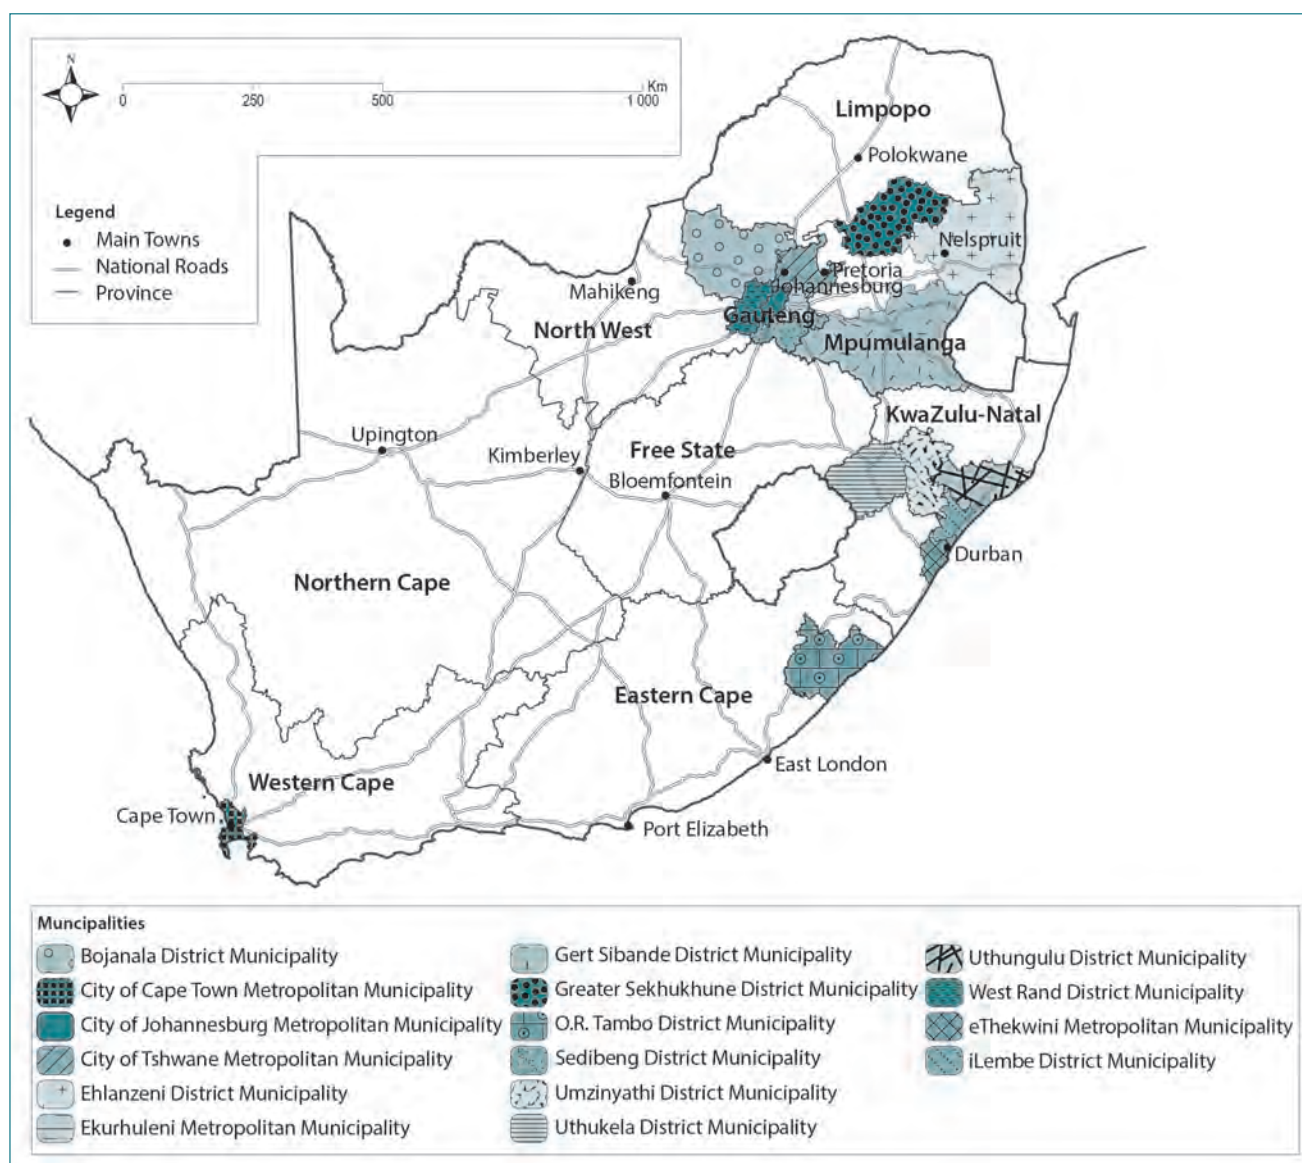 N
0 250 500 1 000
Km
Legend
Main Towns
National Roads
Province
Limpopo
Polokwane
Nelspruit
Pretoria
Johannesburg
Mahikeng
Gauteng
North West
Mpumulanga
KwaZulu-Natal
Upington
Free State
Kimberley
Bloemfontein
Durban
Northern Cape
Eastern Cape
East London
Western Cape
Cape Town
Port Elizabeth
Muncipalities
Bojanala District Municipality
City of Cape Town Metropolitan Municipality
City of Johannesburg Metropolitan Municipality
City of Tshwane Metropolitan Municipality
Ehlanzeni District Municipality
Ekurhuleni Metropolitan Municipality
Gert Sibande District Municipality
Greater Sekhukhune District Municipality
O.R. Tambo District Municipality
Sedibeng District Municipality
Umzinyathi District Municipality
Uthukela District Municipality
Uthungulu District Municipality
West Rand District Municipality
eThekwini Metropolitan Municipality
iLembe District Municipality